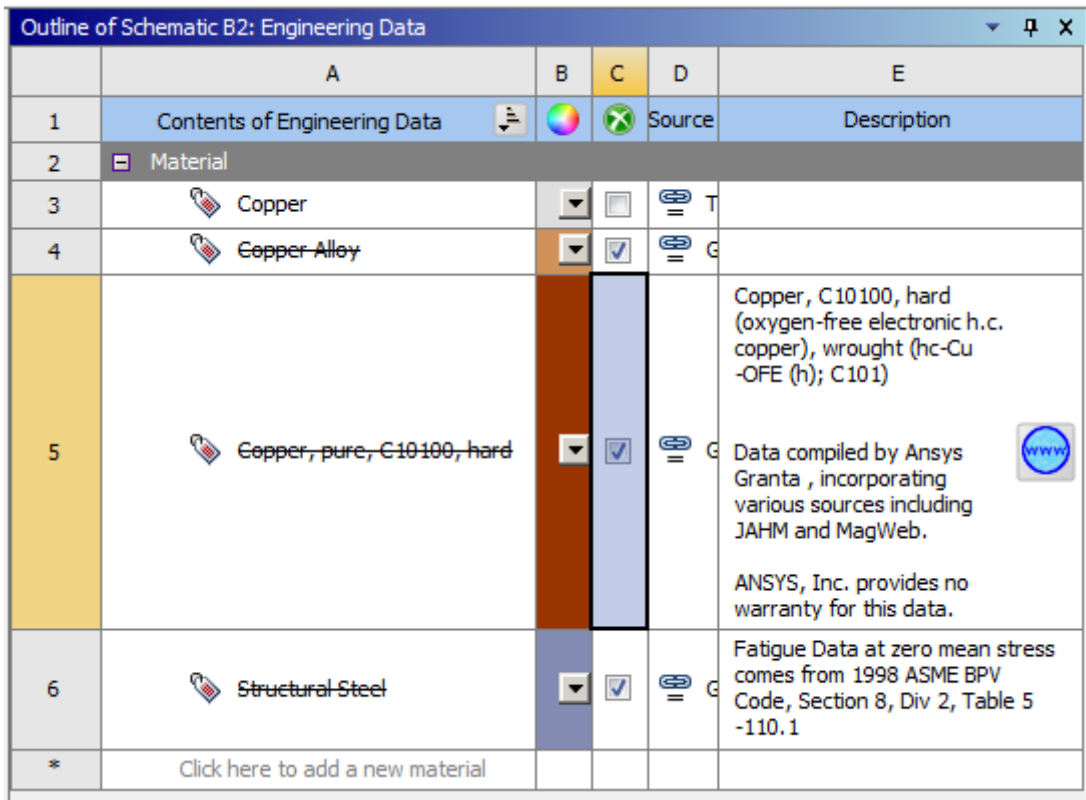 Outline of Schematic B2: Engineering Data
A B C D E
1 Contents of Engineering Data Source Description
2 Material
3 Copper T
4 Copper Alloy G
5 Copper, pure, C10100, hard G
Copper, C10100, hard
(oxygen-free electronic h.c.
copper), wrought (hc-Cu
-OFE (h); C101)
Data compiled by Ansys
Granta , incorporating
various sources including
JAHM and MagWeb.
ANSYS, Inc. provides no
warranty for this data.
www
6 Structural Steel G
Fatigue Data at zero mean stress
comes from 1998 ASME BPV
Code, Section 8, Div 2, Table 5
-110.1
* Click here to add a new material